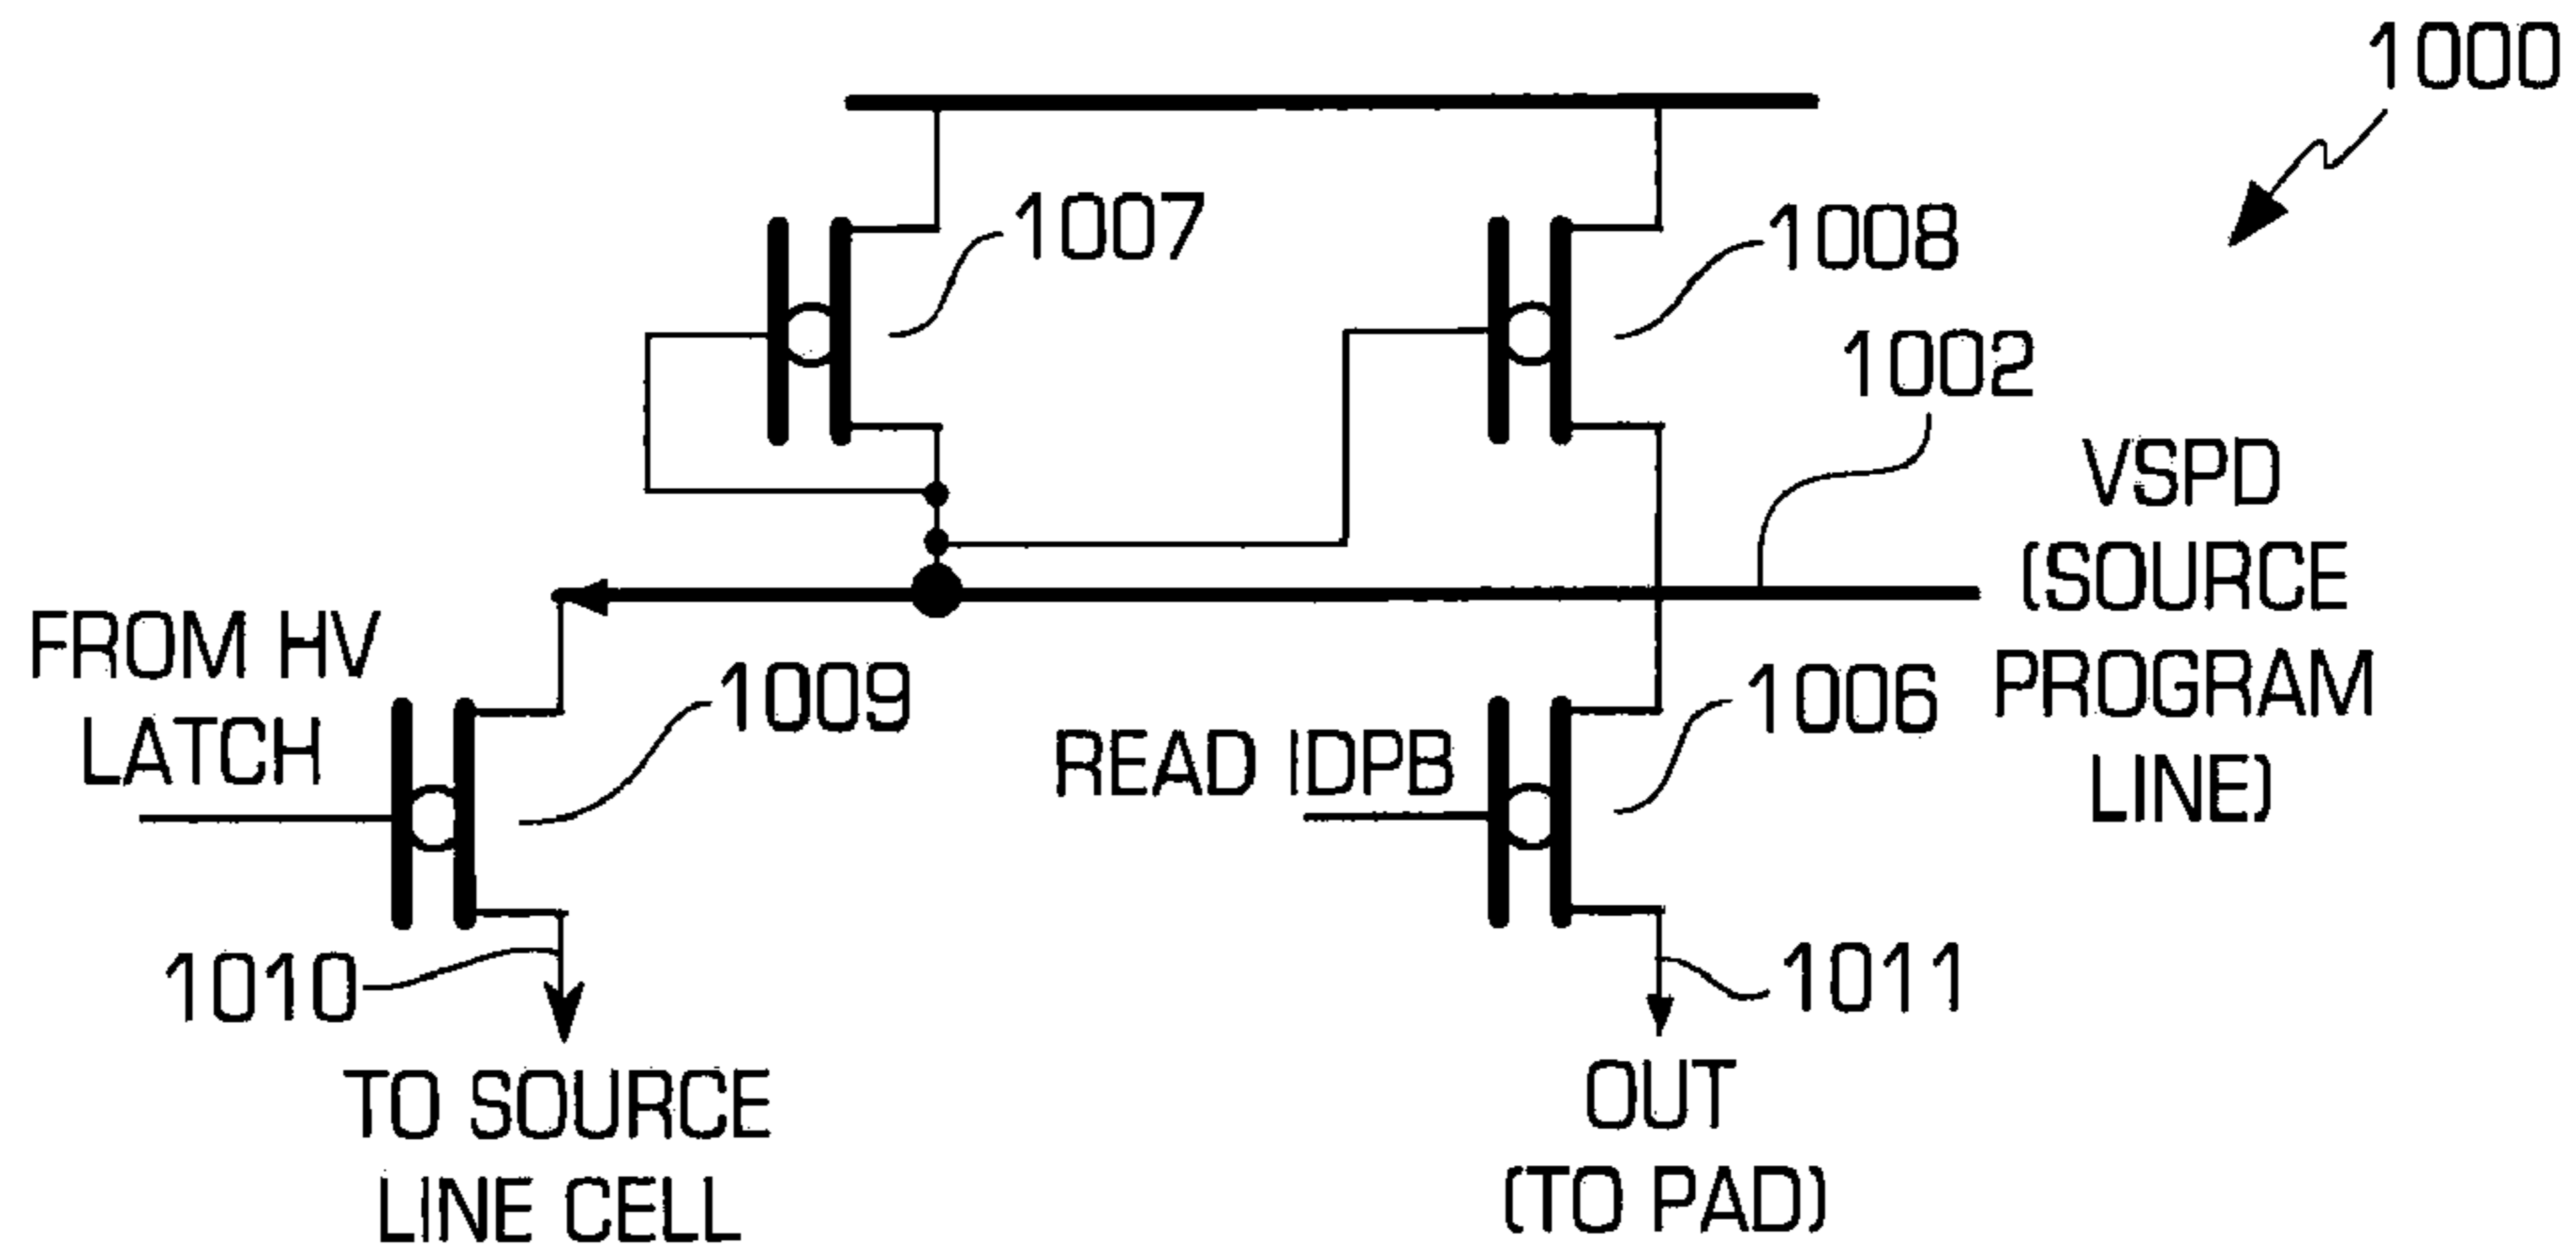 1000
1007
1008
1002
VSPD
(SOURCE
PROGRAM
LINE)
FROM HV
LATCH
1009
1006
READ IDPB
1010
1011
TO SOURCE
LINE CELL
OUT
(TO PAD)